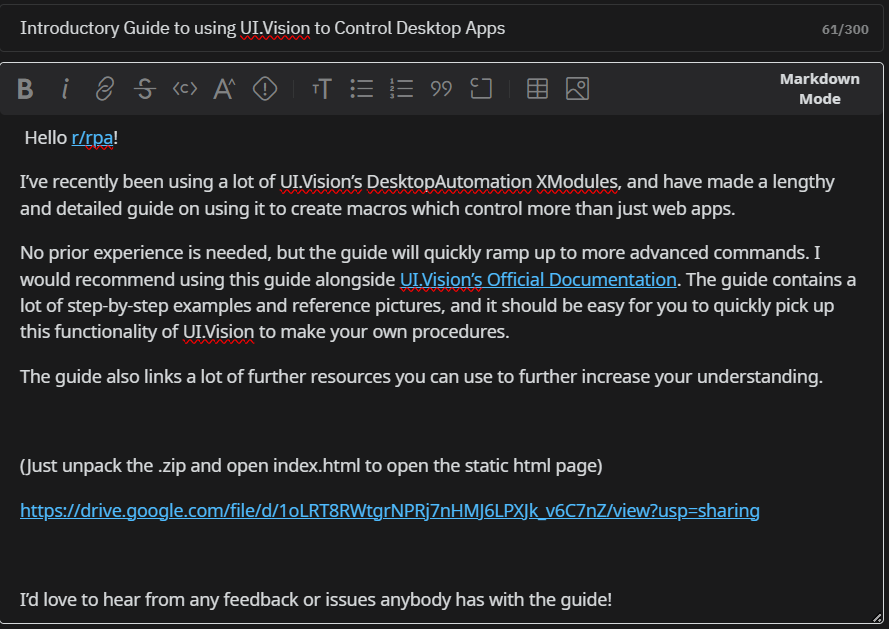 Introductory Guide to using UI.Vision to Control Desktop Apps
61/300
Markdown
Mode
Hello r/rpa!
I’ve recently been using a lot of UI.Vision’s DesktopAutomation XModules, and have made a lengthy
and detailed guide on using it to create macros which control more than just web apps.
No prior experience is needed, but the guide will quickly ramp up to more advanced commands. I
would recommend using this guide alongside UI.Vision’s Official Documentation. The guide contains a
lot of step-by-step examples and reference pictures, and it should be easy for you to quickly pick up
this functionality of UI.Vision to make your own procedures.
The guide also links a lot of further resources you can use to further increase your understanding.
(Just unpack the .zip and open index.html to open the static html page)
https://drive.google.com/file/d/1oLRT8RWtgrNPRj7nHMJ6LPXJk_v6C7nZ/view?usp=sharing
I’d love to hear from any feedback or issues anybody has with the guide!